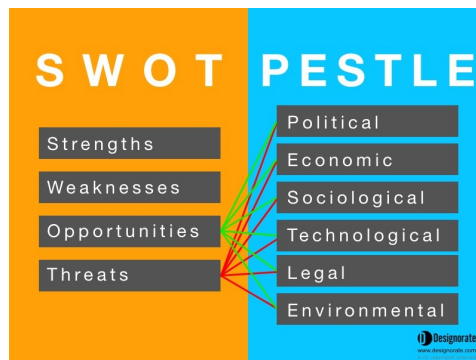 SWOT
Strengths
Weaknesses
Opportunities
Threats
PESTLE
Political
Economic
Sociological
Technological
Legal
Environmental
Designorate
www.designorate.com